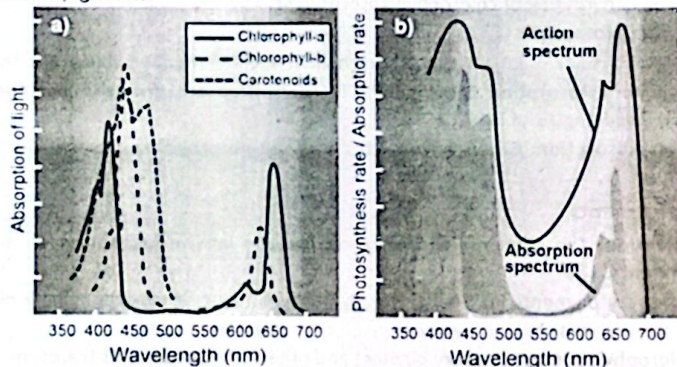 a)
Chlorophyll-a
Chlorophyll-b
Carotenoids
Absorption of light
350 400 450 500 550 600 650 700
Wavelength (nm)
b)
Action
spectrum
Absorption
spectrum
Photosynthesis rate / Absorption rate
350 400 450 500 550 600 650 700
Wavelength (nm)